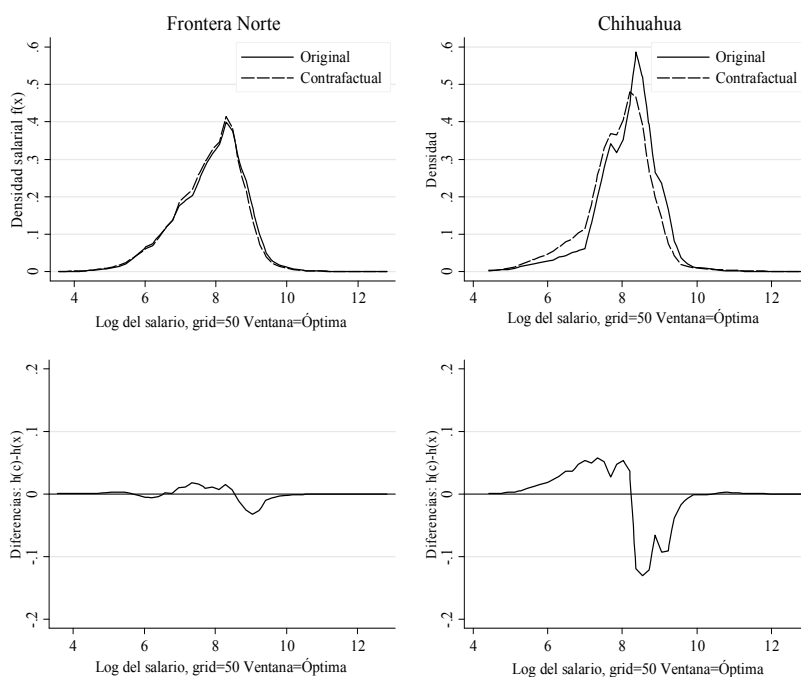 Frontera Norte
Original
Contrafactual
Densidad salarial f(x)
0 .1 .2 .3 .4 .5 .6
4 6 8 10 12
Log del salario, grid=50 Ventana=Óptima
Chihuahua
Original
Contrafactual
Densidad
0 .1 .2 .3 .4 .5 .6
4 6 8 10 12
Log del salario, grid=50 Ventana=Óptima
Diferencias: h(c)-h(x)
-.2 -.1 0 .1 .2
4 6 8 10 12
Log del salario, grid=50 Ventana=Óptima
Diferencias: h(c)-h(x)
-.2 -.1 0 .1 .2
4 6 8 10 12
Log del salario, grid=50 Ventana=Óptima